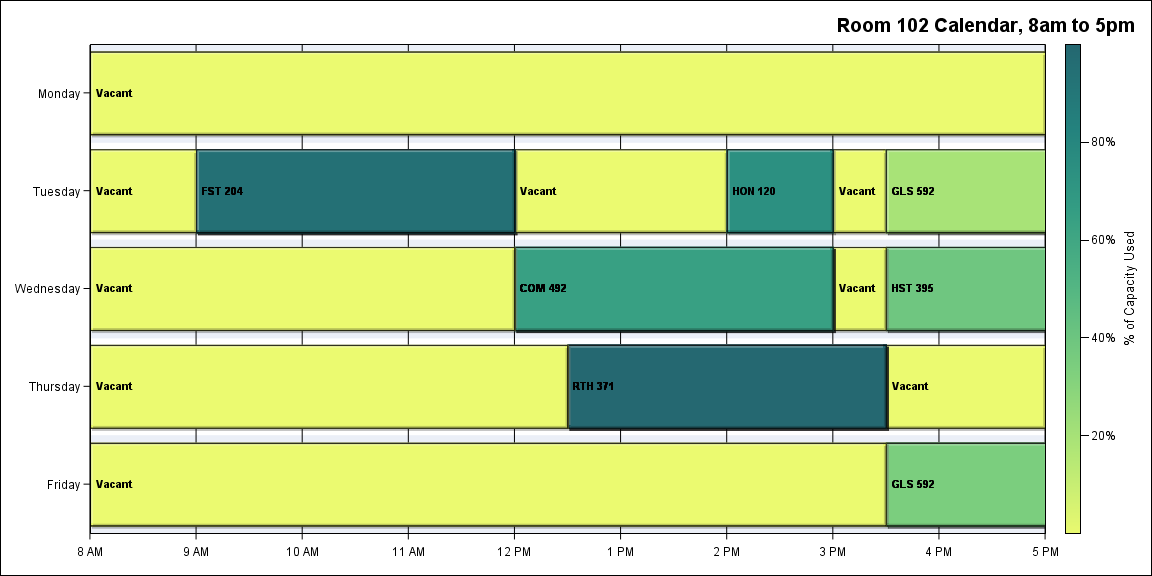 Room 102 Calendar, 8am to 5pm
Monday
Vacant
Tuesday
Vacant
FST 204
Vacant
HON 120
Vacant
GLS 592
Wednesday
Vacant
COM 492
Vacant
HST 395
Thursday
Vacant
RTH 371
Vacant
Friday
Vacant
GLS 592
8 AM
9 AM
10 AM
11 AM
12 PM
1 PM
2 PM
3 PM
4 PM
5 PM
80%
60%
40%
20%
% of Capacity Used